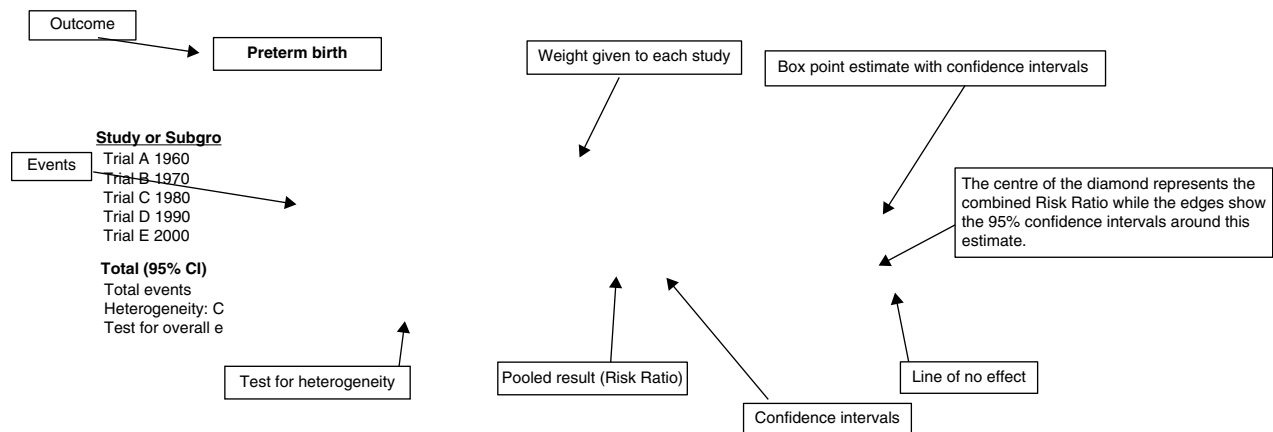 Outcome
Preterm birth
Weight given to each study
Box point estimate with confidence intervals
Study or Subgro
Events
Trial A 1960
Trial B 1970
Trial C 1980
Trial D 1990
Trial E 2000
The centre of the diamond represents the
combined Risk Ratio while the edges show
the 95% confidence intervals around this
estimate.
Total (95% CI)
Total events
Heterogeneity: C
Test for overall e
Test for heterogeneity
Pooled result (Risk Ratio)
Line of no effect
Confidence intervals